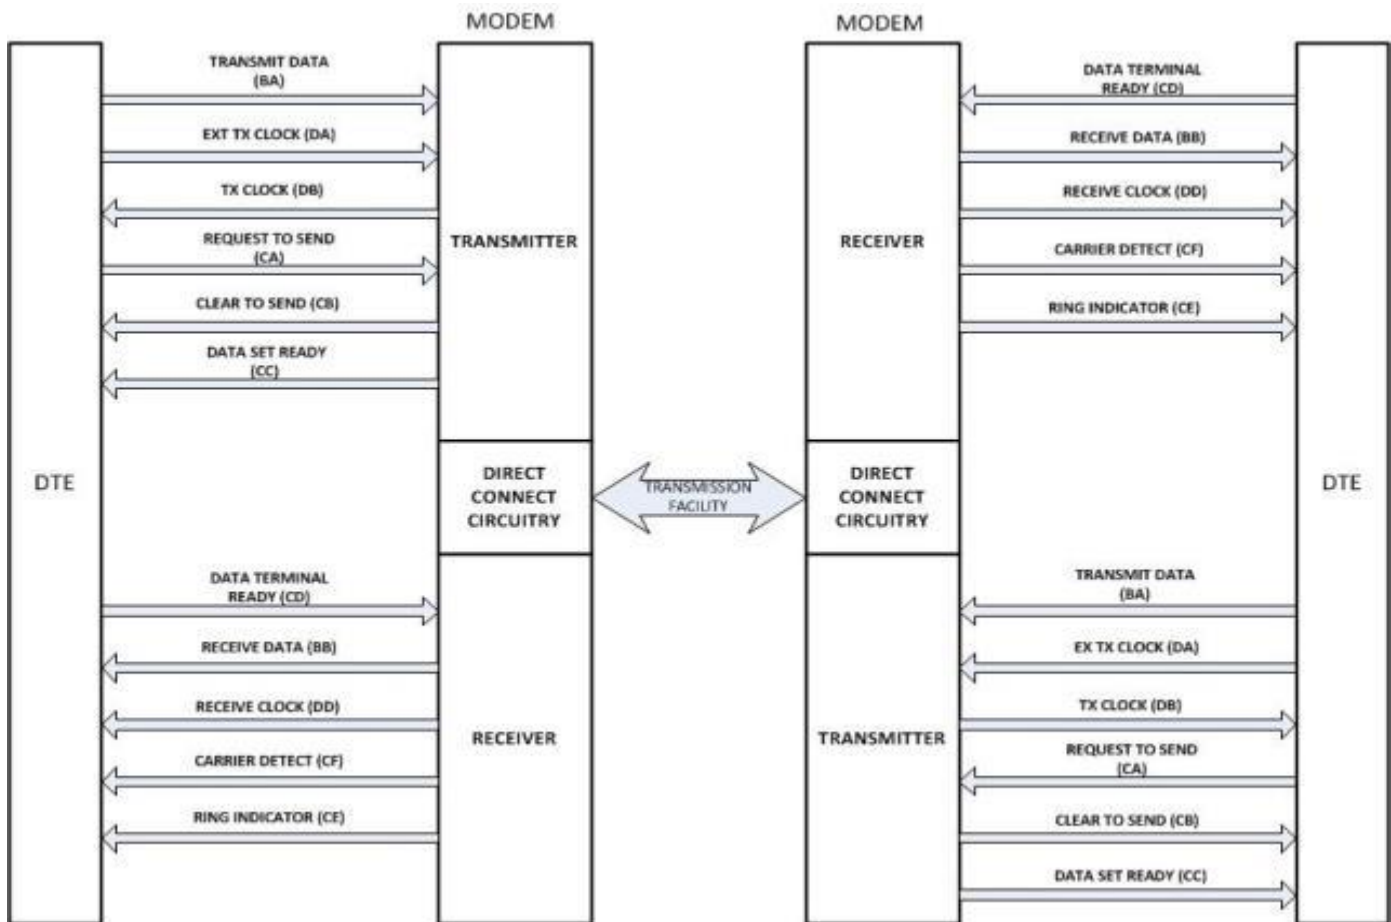 MODEM
MODEM
TRANSMIT DATA
(BA)
EXT TX CLOCK (DA)
TX CLOCK (DB)
REQUEST TO SEND
(CA)
CLEAR TO SEND (CB)
DATA SET READY
(CC)
DTE
DATA TERMINAL
READY (CD)
RECEIVE DATA (BB)
RECEIVE CLOCK (DD)
CARRIER DETECT (CF)
RING INDICATOR (CE)
TRANSMITTER
DIRECT
CONNECT
CIRCUITRY
RECEIVER
TRANSMISSION
FACILITY
RECEIVER
DIRECT
CONNECT
CIRCUITRY
TRANSMITTER
DATA TERMINAL
READY (CD)
RECEIVE DATA (BB)
RECEIVE CLOCK (DD)
CARRIER DETECT (CF)
RING INDICATOR (CE)
DTE
TRANSMIT DATA
(BA)
EX TX CLOCK (DA)
TX CLOCK (DB)
REQUEST TO SEND
(CA)
CLEAR TO SEND (CB)
DATA SET READY (CC)